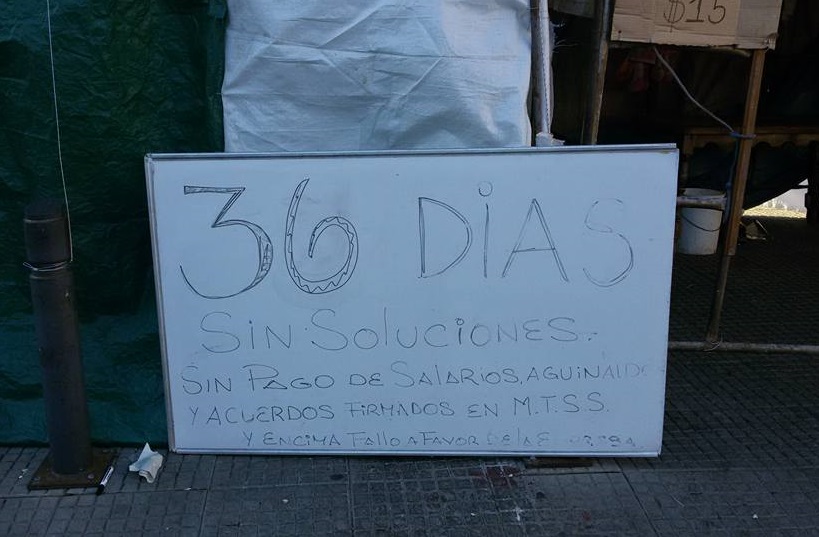 $15
36 DiAS
SiN SoluCiONES.-
SiN PAGO DE SAlARiOS, AGUiNAlDO
Y ACUERDOS FiRMADOS EN M.T.S.S.
Y ENCiMA FAllO A FAVOR DE lA